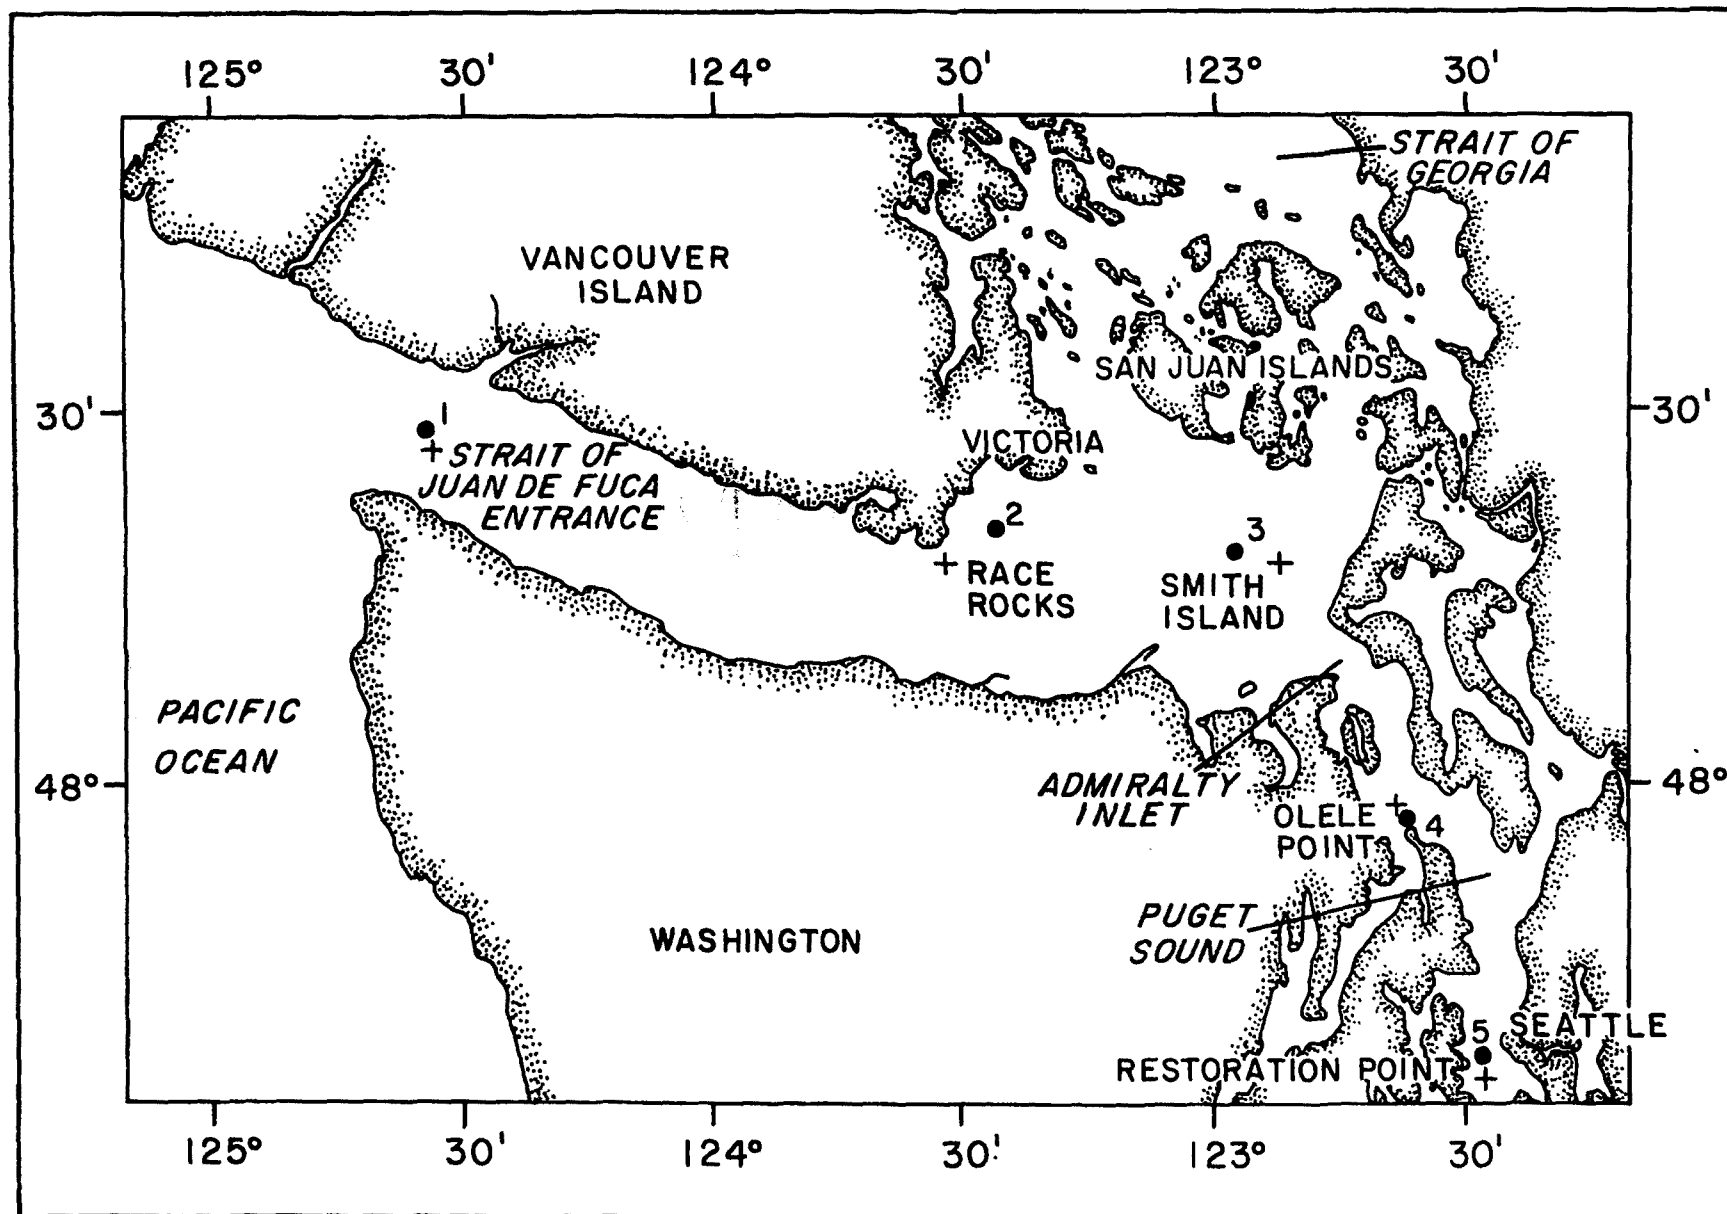 125° 30' 124° 30' 123° 30'
STRAIT OF
GEORGIA
VANCOUVER
ISLAND
SAN JUAN ISLANDS
30' 30'
1
VICTORIA
STRAIT OF
JUAN DE FUCA
ENTRANCE
2
3
RACE
ROCKS
SMITH
ISLAND
PACIFIC
OCEAN
48° 48°
ADMIRALTY
INLET
OLELE
POINT
4
PUGET
SOUND
WASHINGTON
5
SEATTLE
RESTORATION POINT
125° 30' 124° 30' 123° 30'